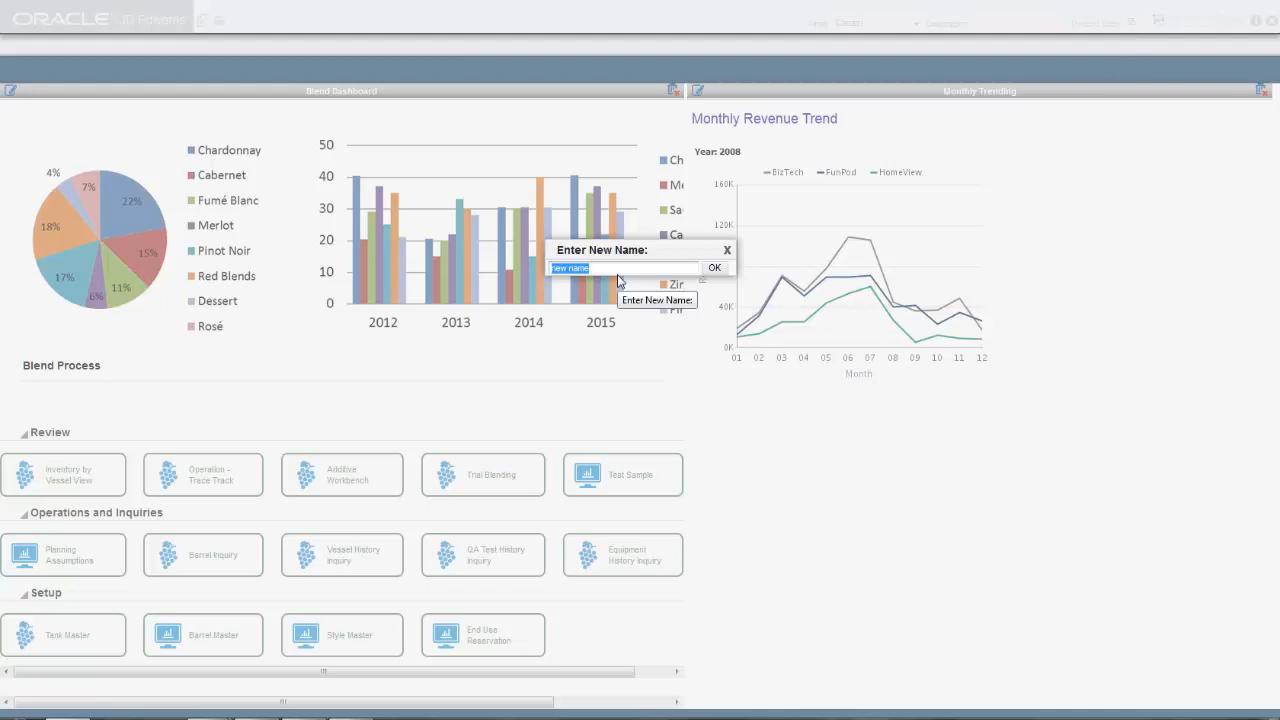 ORACLE JD Edwards
Blend Dashboard
Monthly Trending
Monthly Revenue Trend
Year: 2008
BizTech FunPod HomeView
160K
120K
40K
0K
01 02 03 04 05 06 07 08 09 10 11 12
Month
4%
7%
22%
18%
15%
17%
6%
11%
Chardonnay
Cabernet
Fumé Blanc
Merlot
Pinot Noir
Red Blends
Dessert
Rosé
50
40
30
20
10
0
2012 2013 2014 2015
Ch
Me
Sa
Ca
Zir
Enter New Name: X
new name OK
Enter New Name:
Blend Process
Review
Inventory by
Vessel View
Operation -
Trace Track
Additive
Workbench
Trial Blending
Test Sample
Operations and Inquiries
Planning
Assumptions
Barrel Inquiry
Vessel History
Inquiry
QA Test History
Inquiry
Equipment
History Inquiry
Setup
Tank Master
Barrel Master
Style Master
End Use
Reservation